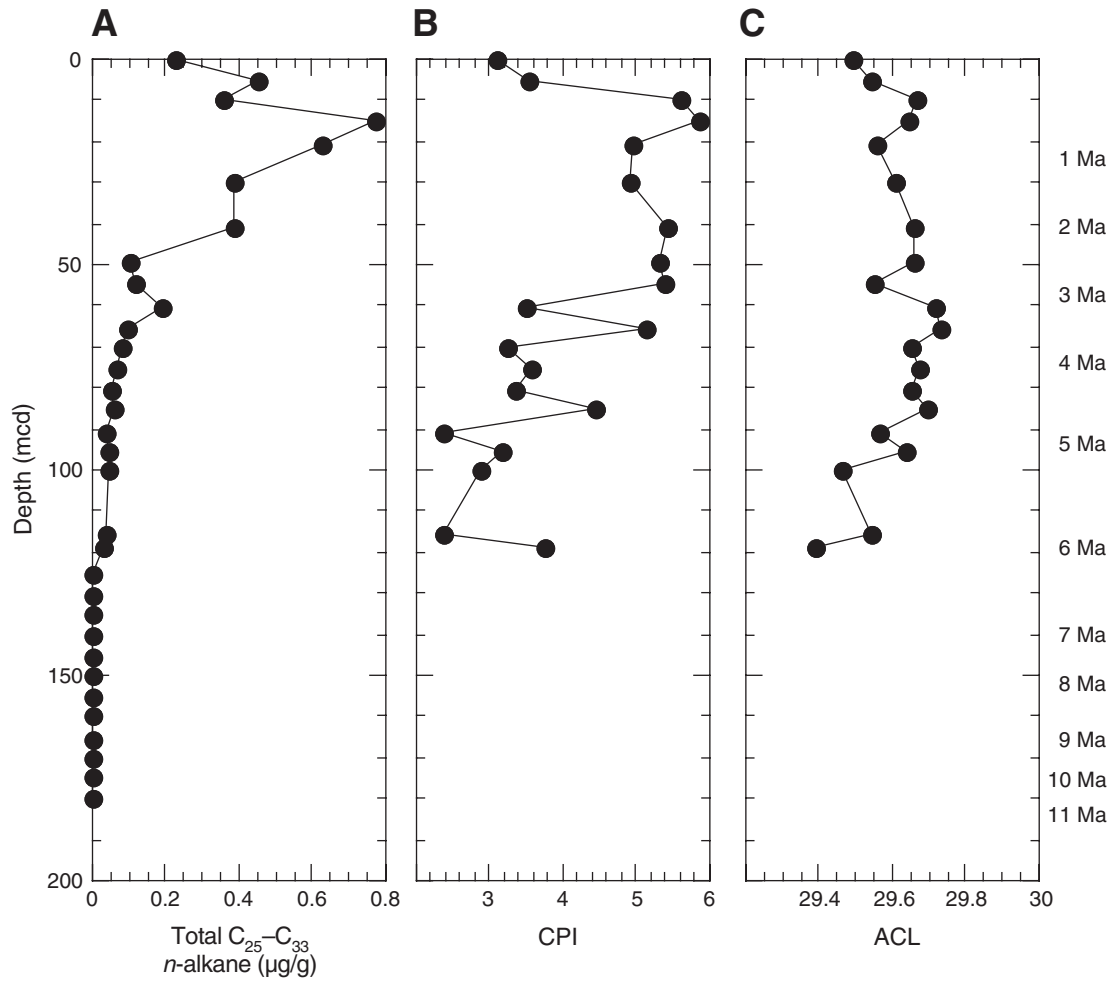 A B C
0
50
100
150
200
Depth (mcd)
1 Ma
2 Ma
3 Ma
4 Ma
5 Ma
6 Ma
7 Ma
8 Ma
9 Ma
10 Ma
11 Ma
0 0.2 0.4 0.6 0.8 3 4 5 6 29.4 29.6 29.8 30
Total C25–C33
n-alkane (µg/g)
CPI
ACL